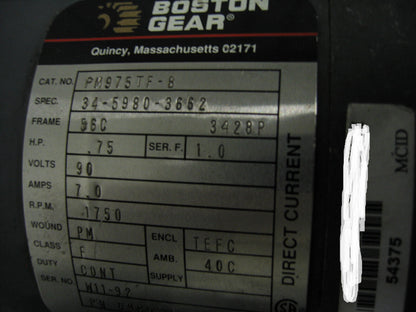 BOSTON
GEAR®
Quincy, Massachusetts 02171
CAT. NO. PM975TF-B
SPEC. 34-5980-3662
FRAME 56C 3428P
H.P. .75 SER. F. 1.0
VOLTS 90
AMPS 7.0
R.P.M. 1750
WOUND PM ENCL TEFC
CLASS F AMB 40C
DUTY CONT SUPPLY
SER. NO. W11-92
DIRECT CURRENT
MCID
54375